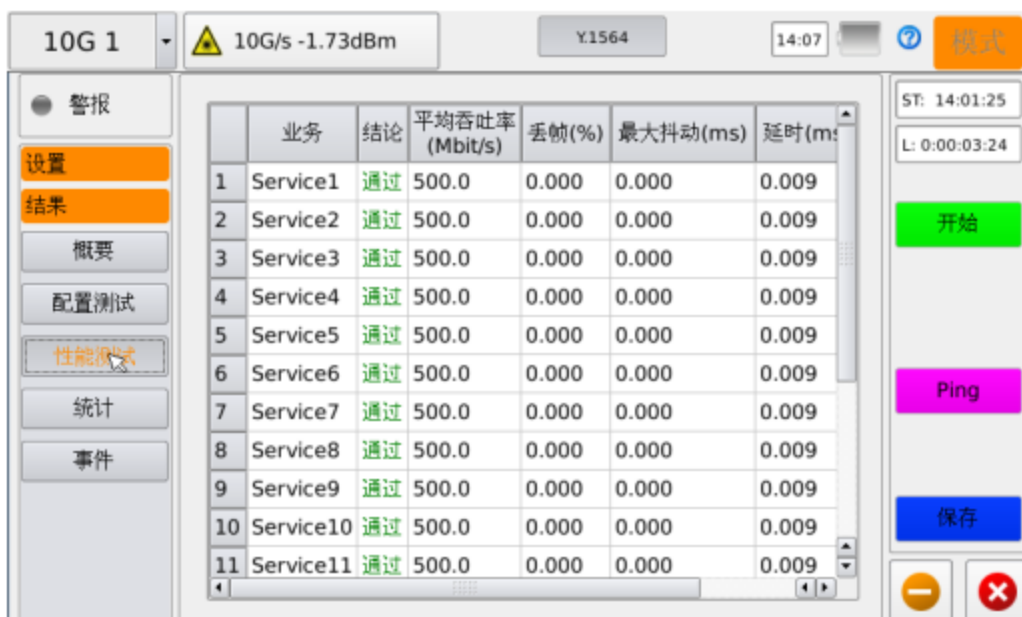 10G 1
10G/s -1.73dBm
Y.1564
14:07
模式
警报
设置
结果
概要
配置测试
性能测试
统计
事件
业务 结论 平均吞吐率(Mbit/s) 丢帧(%) 最大抖动(ms) 延时(ms
1 Service1 通过 500.0 0.000 0.000 0.009
2 Service2 通过 500.0 0.000 0.000 0.009
3 Service3 通过 500.0 0.000 0.000 0.009
4 Service4 通过 500.0 0.000 0.000 0.009
5 Service5 通过 500.0 0.000 0.000 0.009
6 Service6 通过 500.0 0.000 0.000 0.009
7 Service7 通过 500.0 0.000 0.000 0.009
8 Service8 通过 500.0 0.000 0.000 0.009
9 Service9 通过 500.0 0.000 0.000 0.009
10 Service10 通过 500.0 0.000 0.000 0.009
11 Service11 通过 500.0 0.000 0.000 0.009
ST: 14:01:25
L: 0:00:03:24
开始
Ping
保存